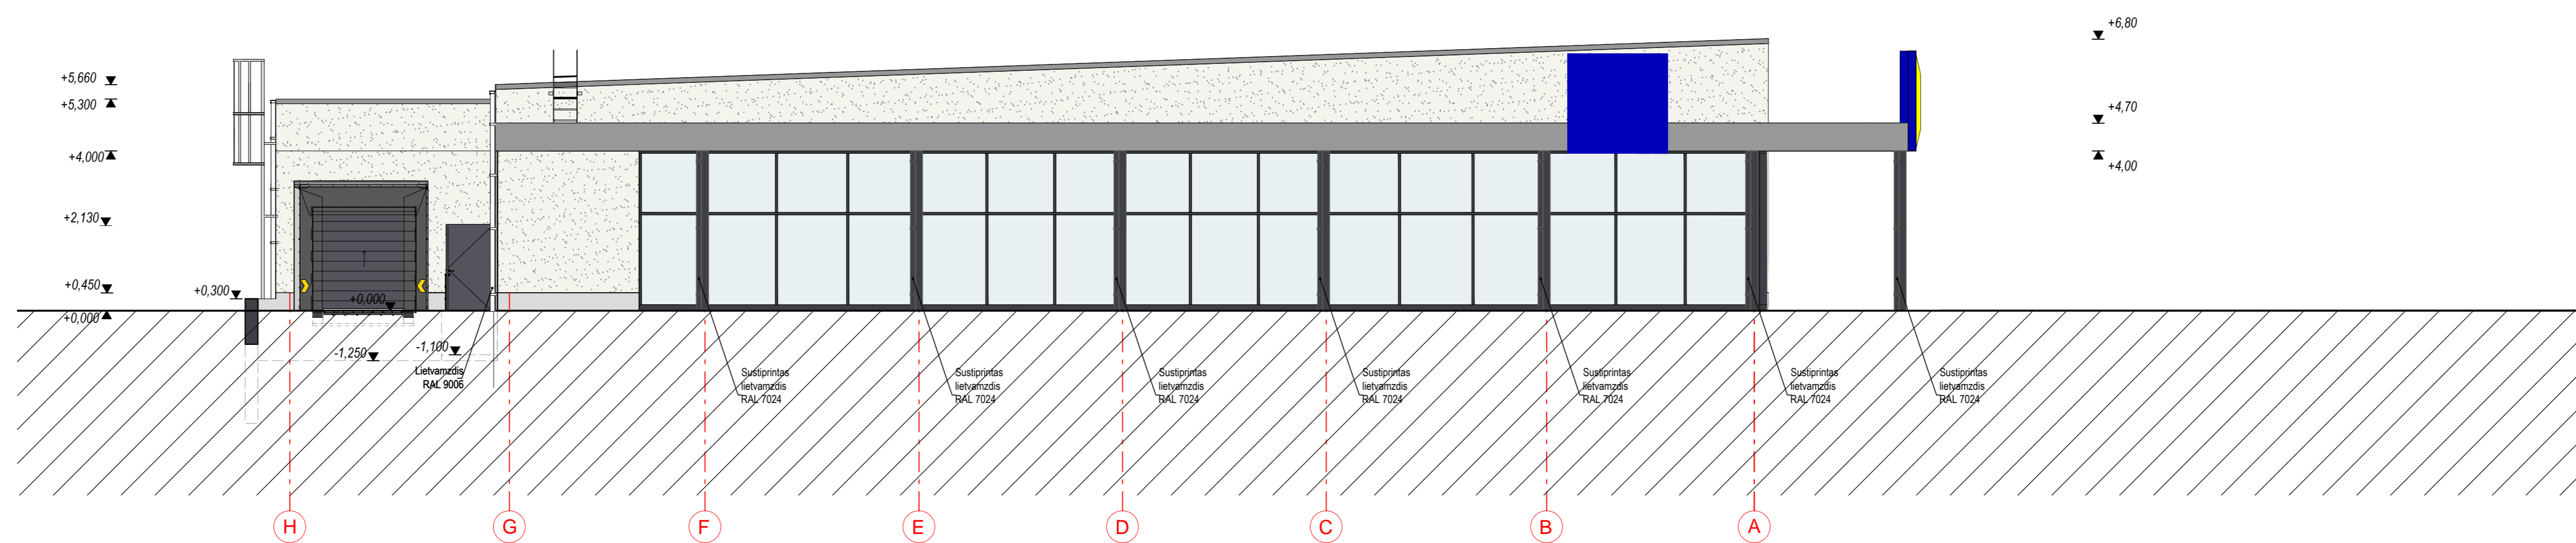 +6,80
+5,660
+5,300
+4,70
+4,000
+4,00
+2,130
+0,450
+0,300
+0,000
+0,000
-1,250
-1,100
Lietvamzdis
RAL 9006
Sustiprintas
lietvamzdis
RAL 7024
Sustiprintas
lietvamzdis
RAL 7024
Sustiprintas
lietvamzdis
RAL 7024
Sustiprintas
lietvamzdis
RAL 7024
Sustiprintas
lietvamzdis
RAL 7024
Sustiprintas
lietvamzdis
RAL 7024
Sustiprintas
lietvamzdis
RAL 7024
H
G
F
E
D
C
B
A